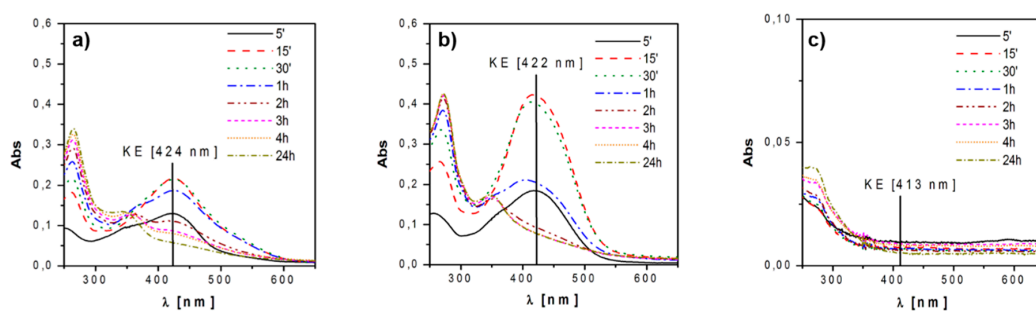 a)
KE [424 nm]
5'
15'
30'
1h
2h
3h
4h
24h
Abs
0,6
0,5
0,4
0,3
0,2
0,1
0,0
300
400
500
600
λ [nm]
b)
KE [422 nm]
5'
15'
30'
1h
2h
3h
4h
24h
Abs
0,6
0,5
0,4
0,3
0,2
0,1
0,0
300
400
500
600
λ [nm]
c)
KE [413 nm]
5'
15'
30'
1h
2h
3h
4h
24h
Abs
0,10
0,05
0,00
300
400
500
600
λ [nm]